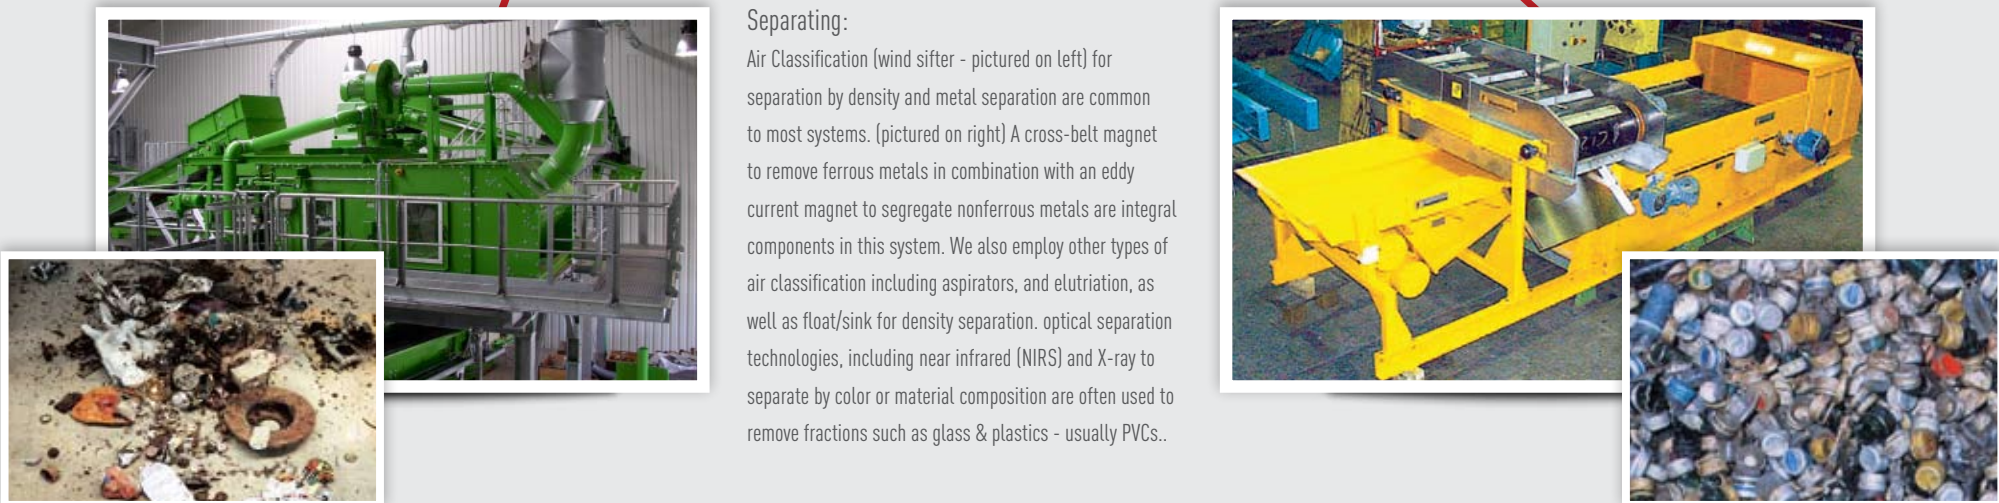 Separating:
Air Classification (wind sifter - pictured on left) for
separation by density and metal separation are common
to most systems. (pictured on right) A cross-belt magnet
to remove ferrous metals in combination with an eddy
current magnet to segregate nonferrous metals are integral
components in this system. We also employ other types of
air classification including aspirators, and elutriation, as
well as float/sink for density separation. optical separation
technologies, including near infrared (NIRS) and X-ray to
separate by color or material composition are often used to
remove fractions such as glass & plastics - usually PVCs..